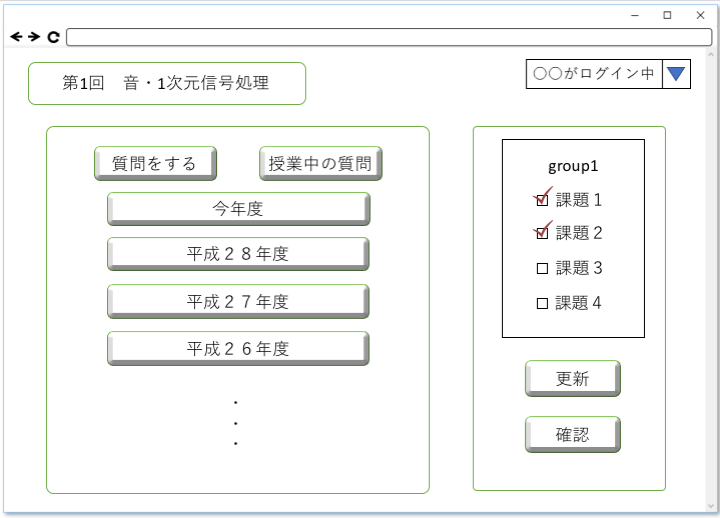 第1回　音・1次元信号処理
〇〇がログイン中
質問をする
授業中の質問
今年度
平成２８年度
平成２７年度
平成２６年度
・
・
・
group1
課題１
課題２
課題３
課題４
更新
確認